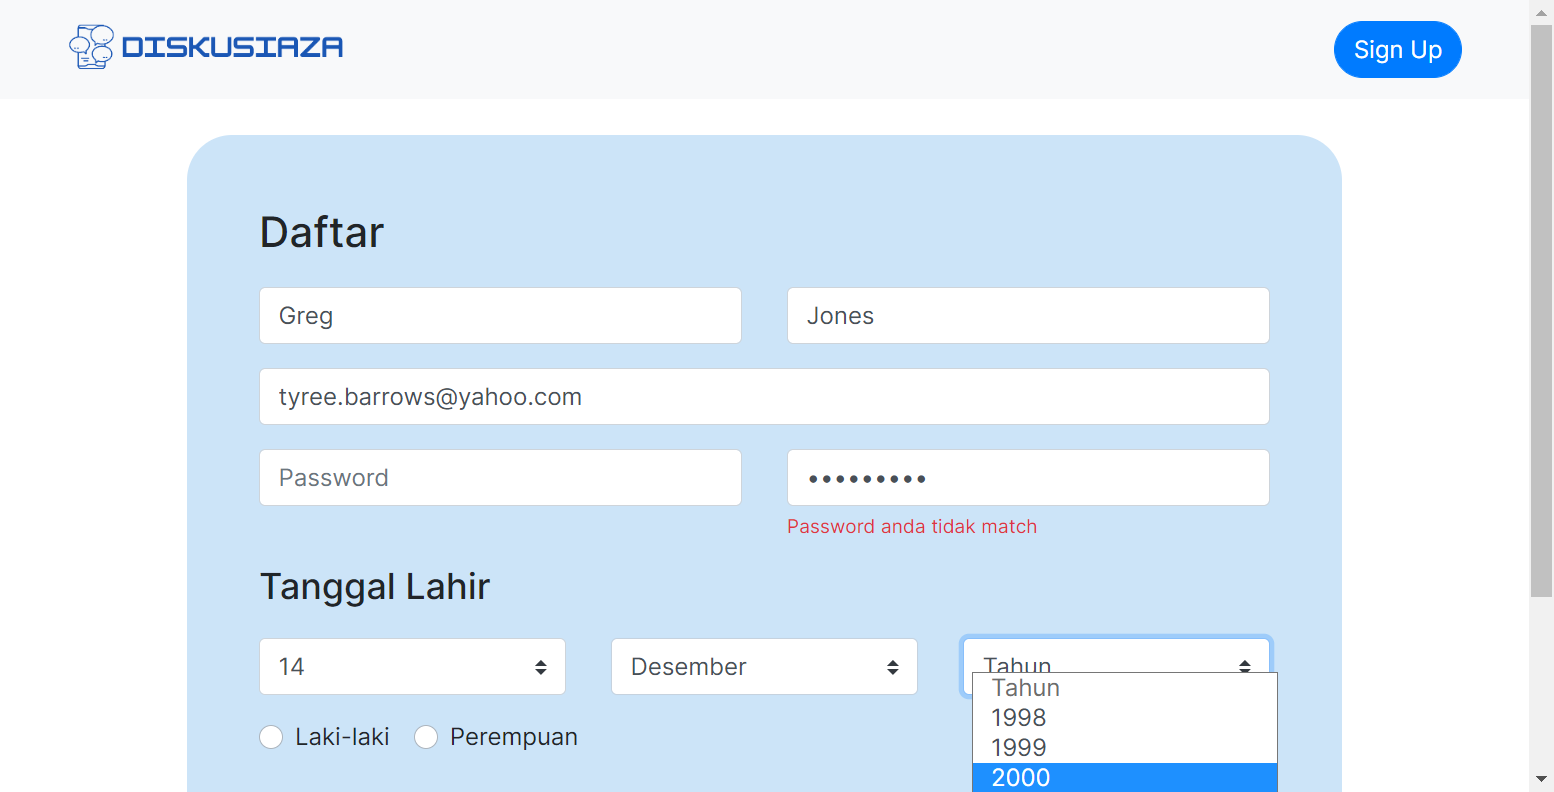 DISKUSIAZA
Sign Up
Daftar
Greg
Jones
tyree.barrows@yahoo.com
Password
•••••••••
Password anda tidak match
Tanggal Lahir
14
Desember
Tahun
Tahun
1998
1999
2000
Laki-laki
Perempuan